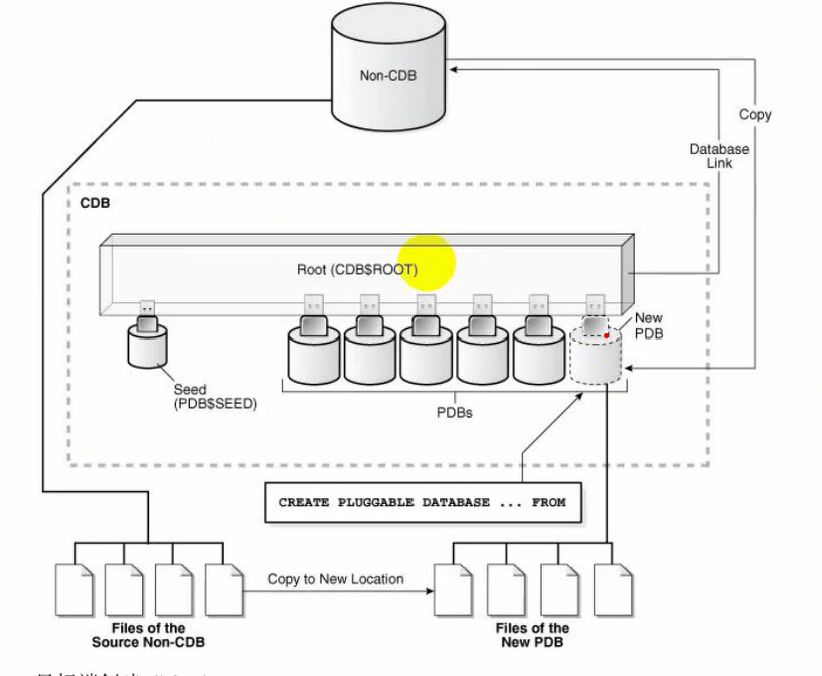 Non-CDB
Copy
Database
Link
CDB
Root (CDB$ROOT)
New
PDB
Seed
(PDB$SEED)
PDBs
CREATE PLUGGABLE DATABASE ... FROM
Copy to New Location
Files of the
Source Non-CDB
Files of the
New PDB